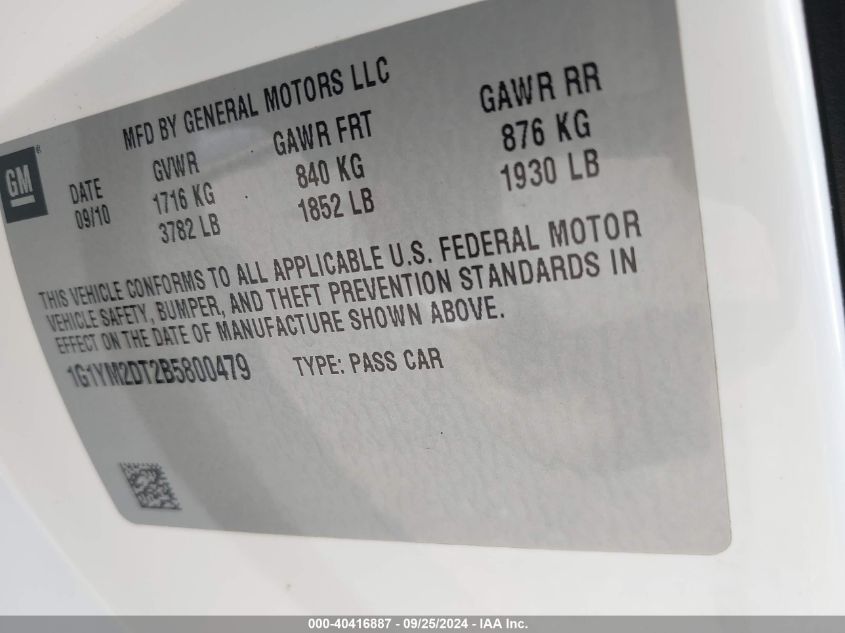 MFD BY GENERAL MOTORS LLC
GM®
DATE
09/10
GVWR
1716 KG
3782 LB
GAWR FRT
840 KG
1852 LB
GAWR RR
876 KG
1930 LB
THIS VEHICLE CONFORMS TO ALL APPLICABLE U.S. FEDERAL MOTOR
VEHICLE SAFETY, BUMPER, AND THEFT PREVENTION STANDARDS IN
EFFECT ON THE DATE OF MANUFACTURE SHOWN ABOVE.
1G1YM2DT2B5800479 TYPE: PASS CAR
000-40416887 - 09/25/2024 - IAA Inc.